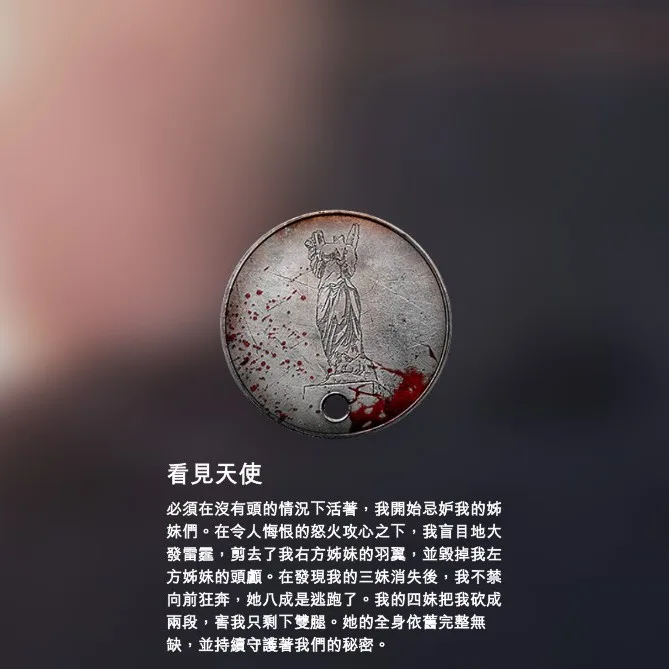 看見天使
必須在沒有頭的情況下活著，我開始忌妒我的姊
妹們。在令人悔恨的怒火攻心之下，我盲目地大
發雷霆，剪去了我右方姊妹的羽翼，並毀掉我左
方姊妹的頭顱。在發現我的三妹消失後，我不禁
向前狂奔，她八成是逃跑了。我的四妹把我砍成
兩段，害我只剩下雙腿。她的全身依舊完整無
缺，並持續守護著我們的秘密。